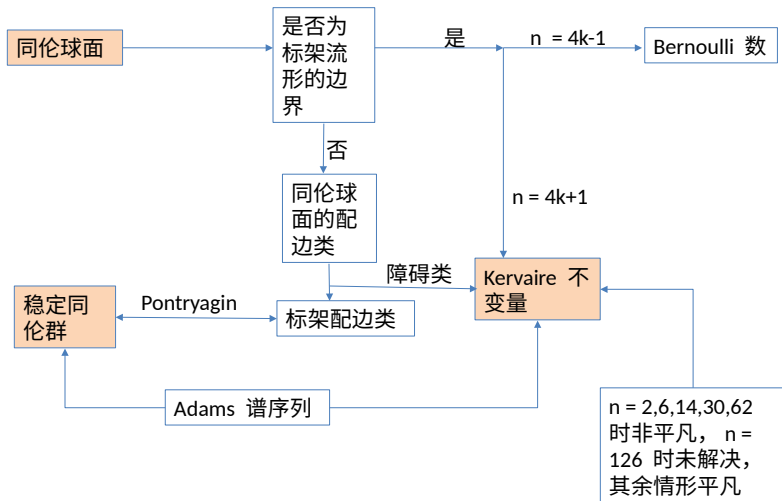 同伦球面
是否为
标架流
形的边
界
是
n = 4k-1
Bernoulli 数
否
同伦球
面的配
边类
n = 4k+1
障碍类
Kervaire 不
变量
稳定同
伦群
Pontryagin
标架配边类
Adams 谱序列
n = 2,6,14,30,62
时非平凡， n =
126 时未解决，
其余情形平凡